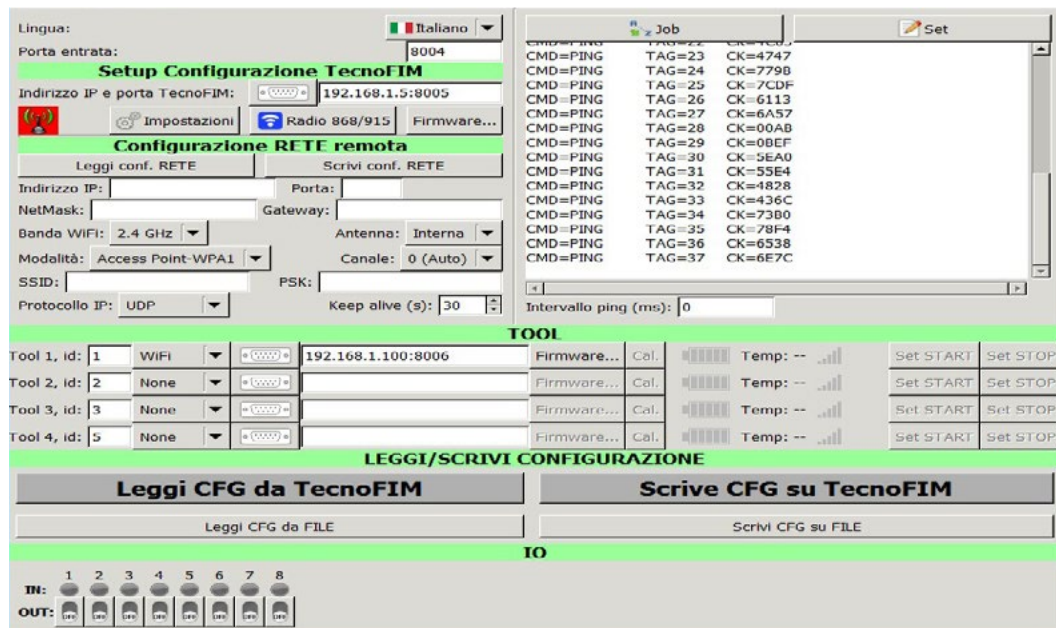 Lingua: Italiano
Porta entrata: 8004
Setup Configurazione TecnoFIM
Indirizzo IP e porta TecnoFIM: 192.168.1.5:8005
Impostazioni Radio 868/915 Firmware...
Configurazione RETE remota
Leggi conf. RETE Scrivi conf. RETE
Indirizzo IP: Porta:
NetMask: Gateway:
Banda WiFi: 2.4 GHz Antenna: Interna
Modalità: Access Point-WPA1 Canale: 0 (Auto)
SSID: PSK:
Protocollo IP: UDP Keep alive (s): 30
Job Set
CMD=PING TAG=22
CMD=PING TAG=23 CK=4747
CMD=PING TAG=24 CK=779B
CMD=PING TAG=25 CK=7CDF
CMD=PING TAG=26 CK=6113
CMD=PING TAG=27 CK=6A57
CMD=PING TAG=28 CK=00AB
CMD=PING TAG=29 CK=0BEF
CMD=PING TAG=30 CK=5EA0
CMD=PING TAG=31 CK=55E4
CMD=PING TAG=32 CK=4828
CMD=PING TAG=33 CK=436C
CMD=PING TAG=34 CK=73B0
CMD=PING TAG=35 CK=78F4
CMD=PING TAG=36 CK=6538
CMD=PING TAG=37 CK=6E7C
Intervallo ping (ms): 0
TOOL
Tool 1, id: 1 WiFi 192.168.1.100:8006 Firmware... Cal. Temp: -- Set START Set STOP
Tool 2, id: 2 None Firmware... Cal. Temp: -- Set START Set STOP
Tool 3, id: 3 None Firmware... Cal. Temp: -- Set START Set STOP
Tool 4, id: 5 None Firmware... Cal. Temp: -- Set START Set STOP
LEGGI/SCRIVI CONFIGURAZIONE
Leggi CFG da TecnoFIM Scrive CFG su TecnoFIM
Leggi CFG da FILE Scrivi CFG su FILE
IO
1 2 3 4 5 6 7 8
IN:
OUT: OFF OFF OFF OFF OFF OFF OFF OFF